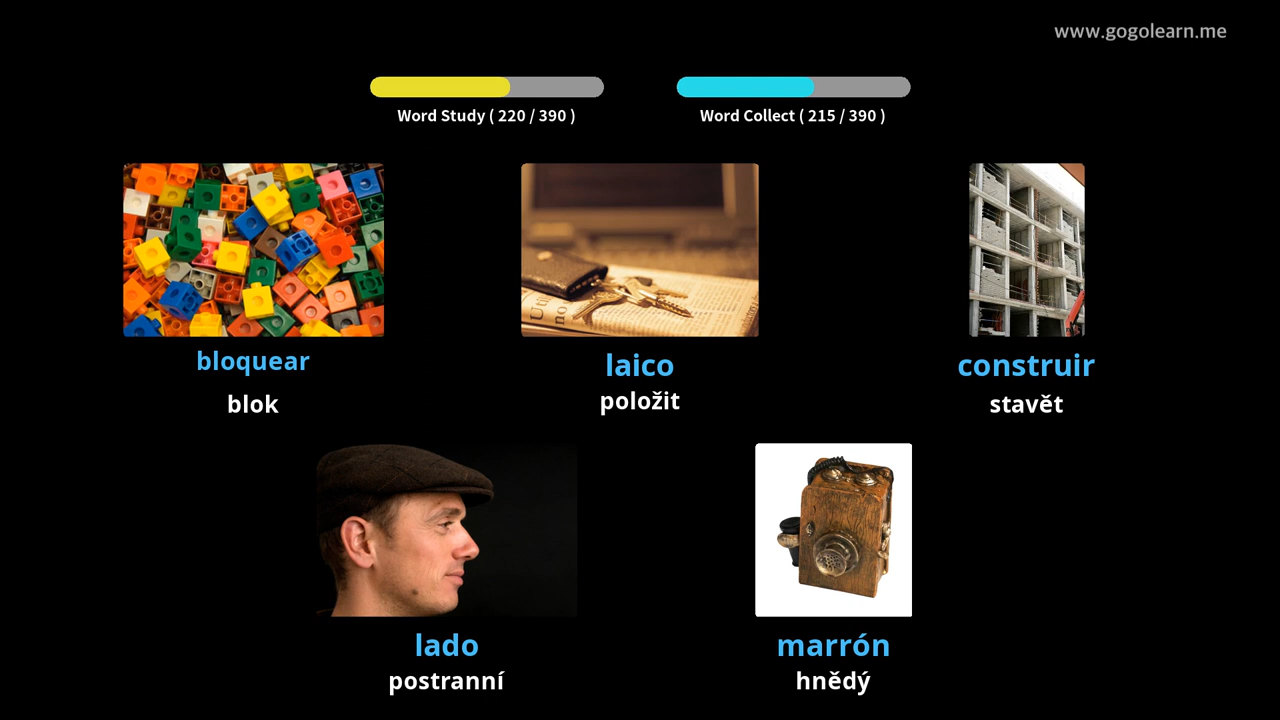 www.gogolearn.me
Word Study ( 220 / 390 )
Word Collect ( 215 / 390 )
bloquear
blok
laico
položit
construir
stavět
lado
postranní
marrón
hnědý